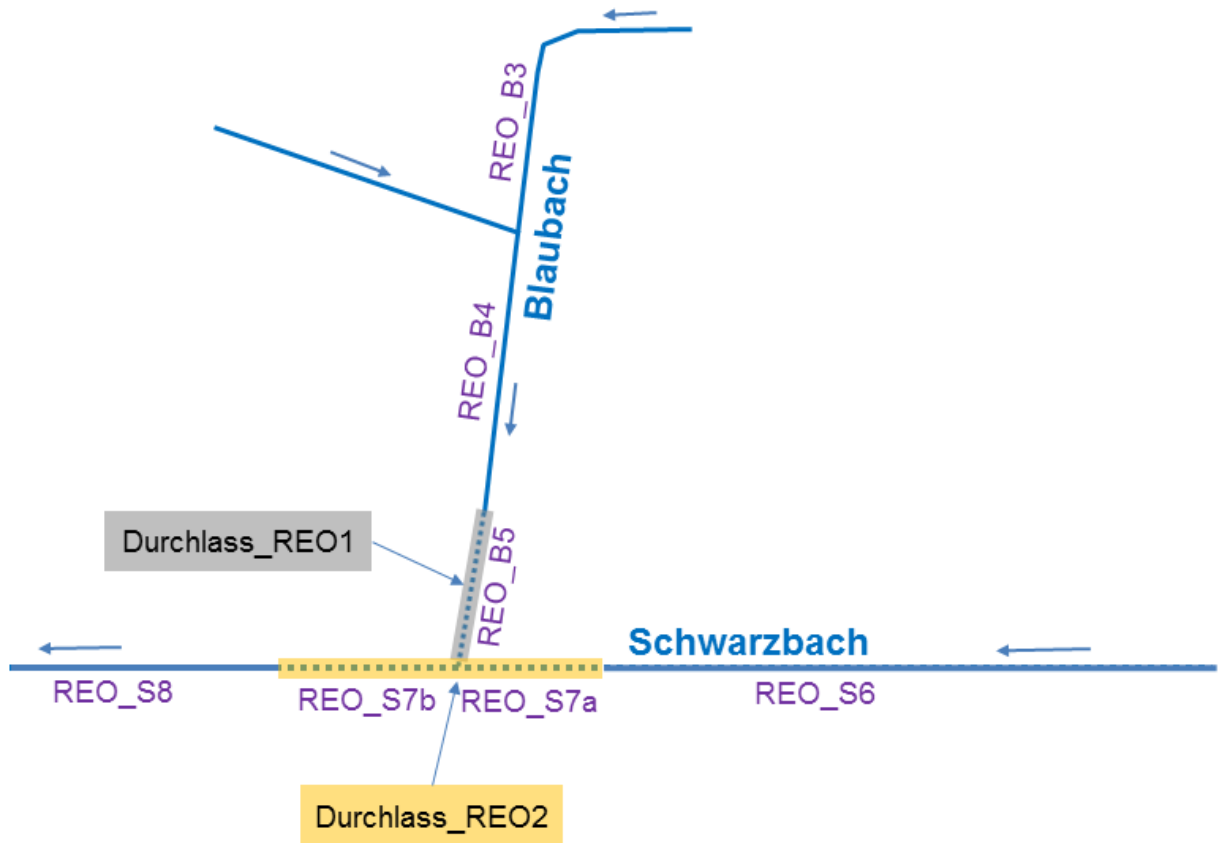 REO_B3
Blaubach
REO_B4
Durchlass_REO1
REO_B5
Schwarzbach
REO_S8
REO_S7b
REO_S7a
REO_S6
Durchlass_REO2